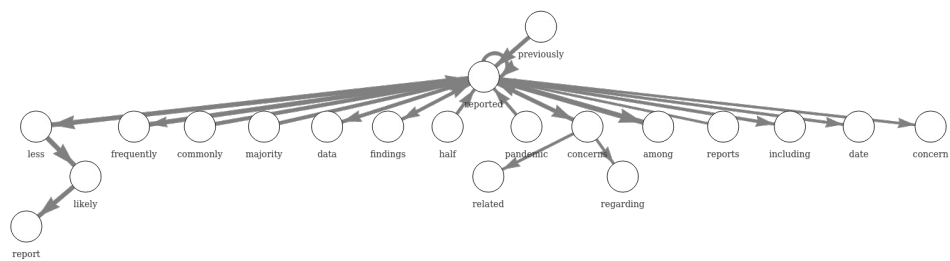 previously
reported
less frequently commonly majority data findings half pandemic concerns among reports including date concern
likely related regarding
report